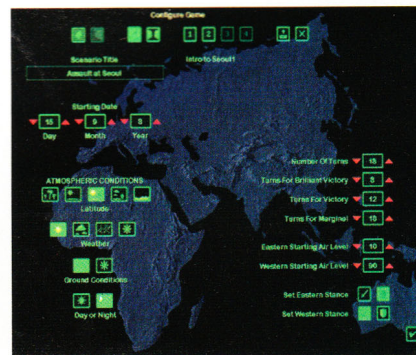 Configure Game
1 2 3 4
Scenario Title
Intro to Seoul1
Assault at Seoul
Starting Date
15 9 8
Day Month Year
Number Of Turns 18
Turns For Brilliant Victory 8
ATMOSPHERIC CONDITIONS
Latitude
Turns For Victory 12
Turns For Marginal 18
Weather
Eastern Starting Air Level 10
Western Starting Air Level 90
Ground Conditions
Set Eastern Stance
Day or Night
Set Western Stance